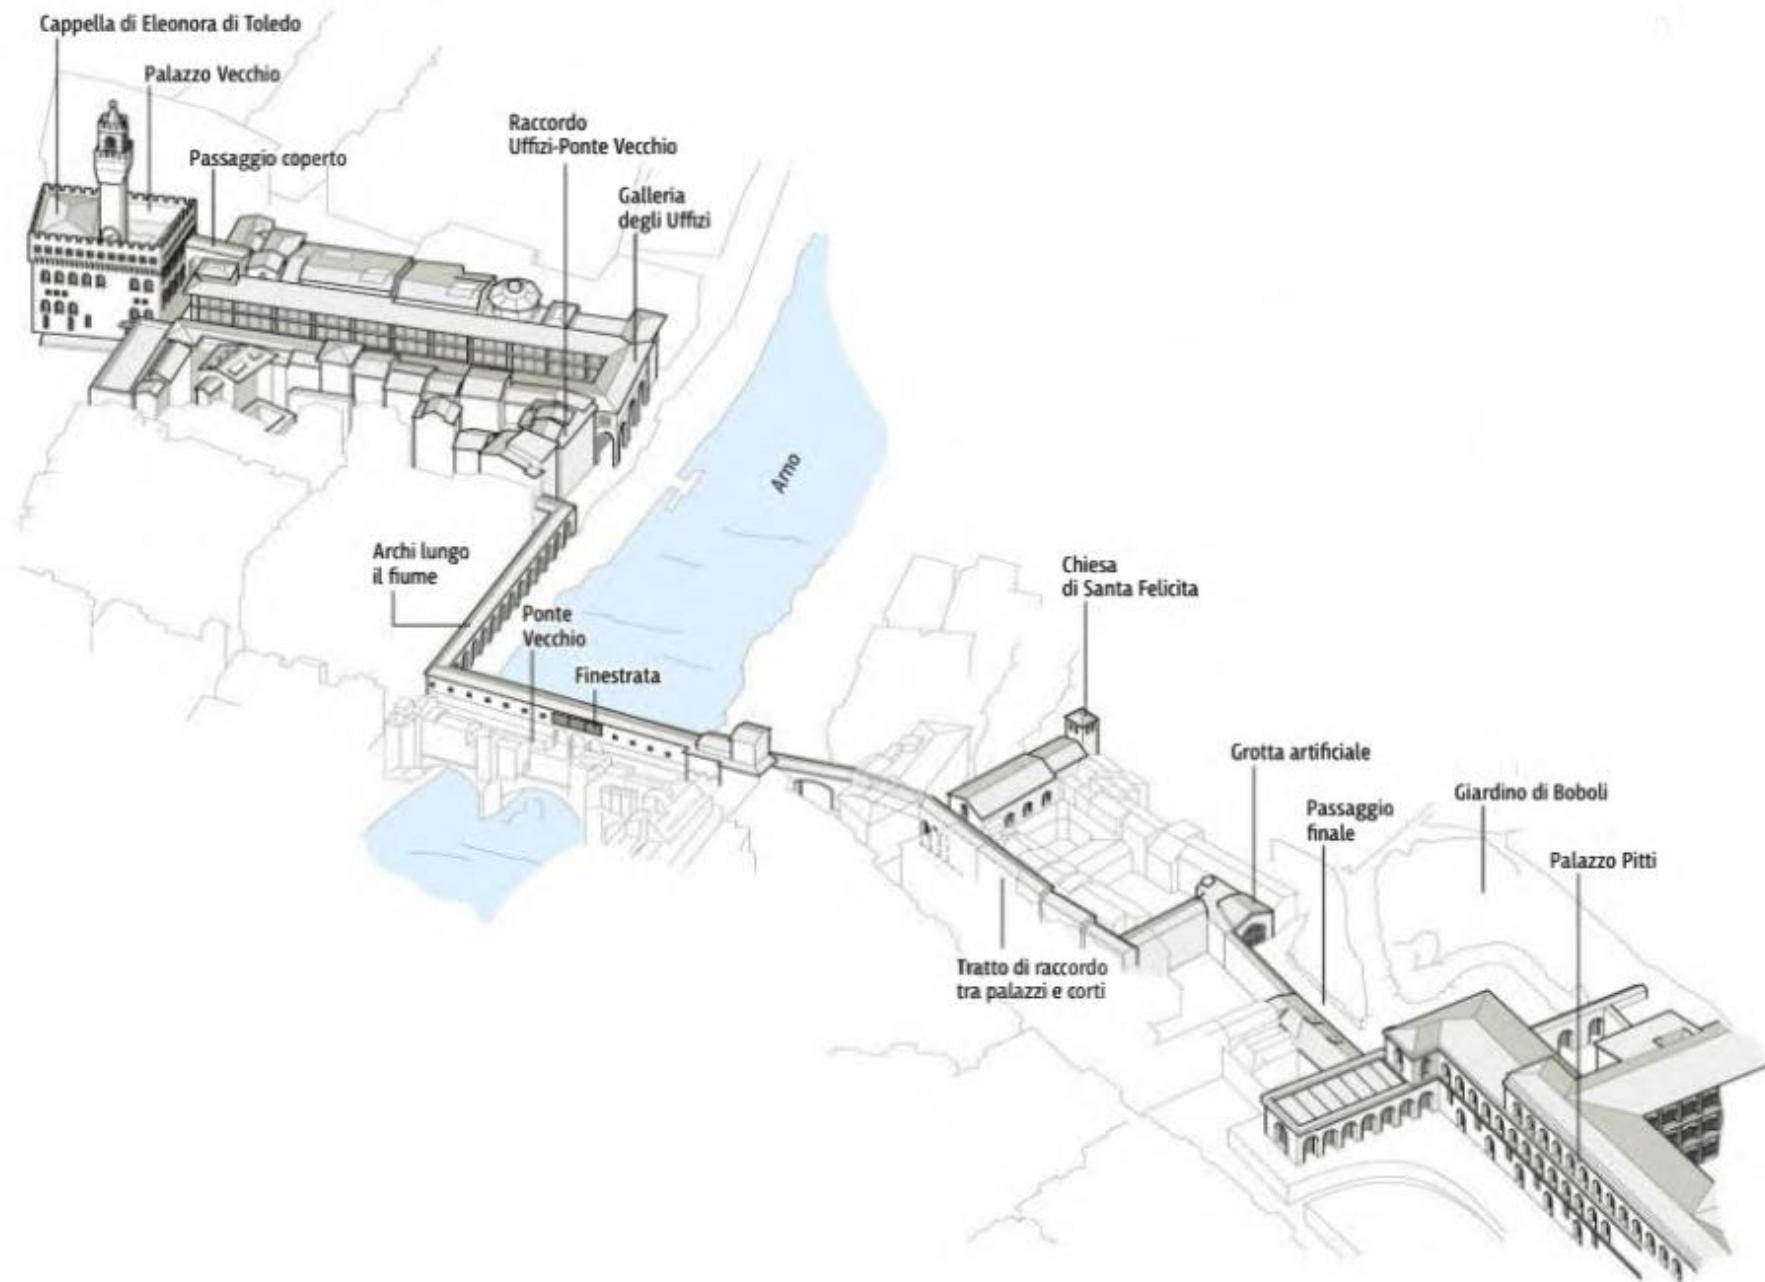 Cappella di Eleonora di Toledo
Palazzo Vecchio
Passaggio coperto
Raccordo
Uffizi-Ponte Vecchio
Galleria
degli Uffizi
Arno
Archi lungo
il fiume
Ponte
Vecchio
Finestrata
Chiesa
di Santa Felicita
Grotta artificiale
Passaggio
finale
Giardino di Boboli
Palazzo Pitti
Tratto di raccordo
tra palazzi e corti